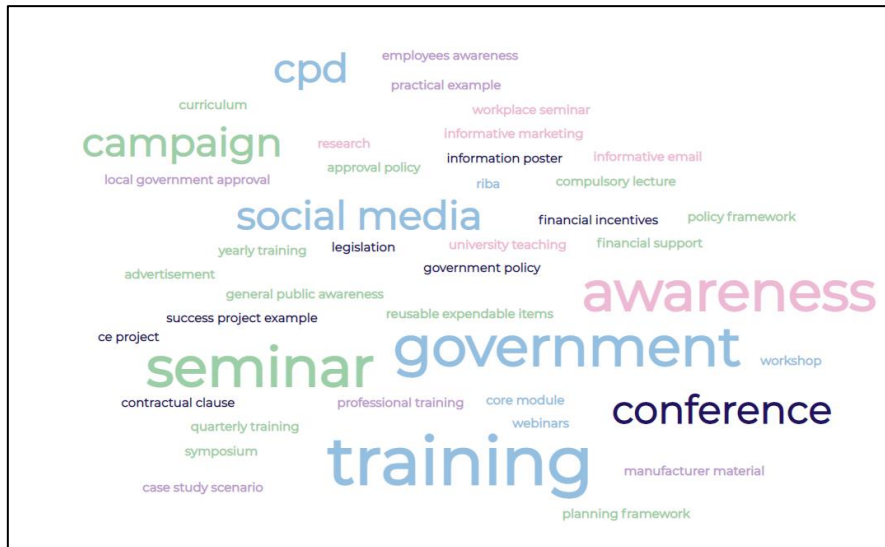 employees awareness
cpd
practical example
curriculum
workplace seminar
campaign
informative marketing
research
information poster
informative email
approval policy
local government approval
riba
compulsory lecture
social media
financial incentives
policy framework
yearly training
legislation
university teaching
financial support
government policy
advertisement
general public awareness
awareness
success project example
reusable expendable items
ce project
government
seminar
workshop
contractual clause
professional training
core module
conference
webinars
quarterly training
symposium
training
manufacturer material
case study scenario
planning framework